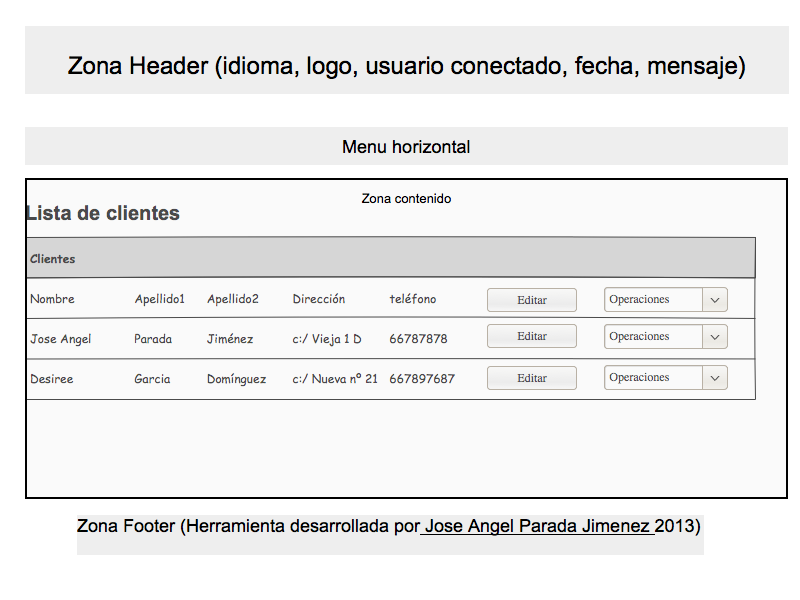 Zona Header (idioma, logo, usuario conectado, fecha, mensaje)
Menu horizontal
Zona contenido
Lista de clientes
Clientes
Nombre Apellido1 Apellido2 Dirección teléfono Editar Operaciones
Jose Angel Parada Jiménez c:/ Vieja 1 D 66787878 Editar Operaciones
Desiree Garcia Domínguez c:/ Nueva nº 21 667897687 Editar Operaciones
Zona Footer (Herramienta desarrollada por Jose Angel Parada Jimenez 2013)